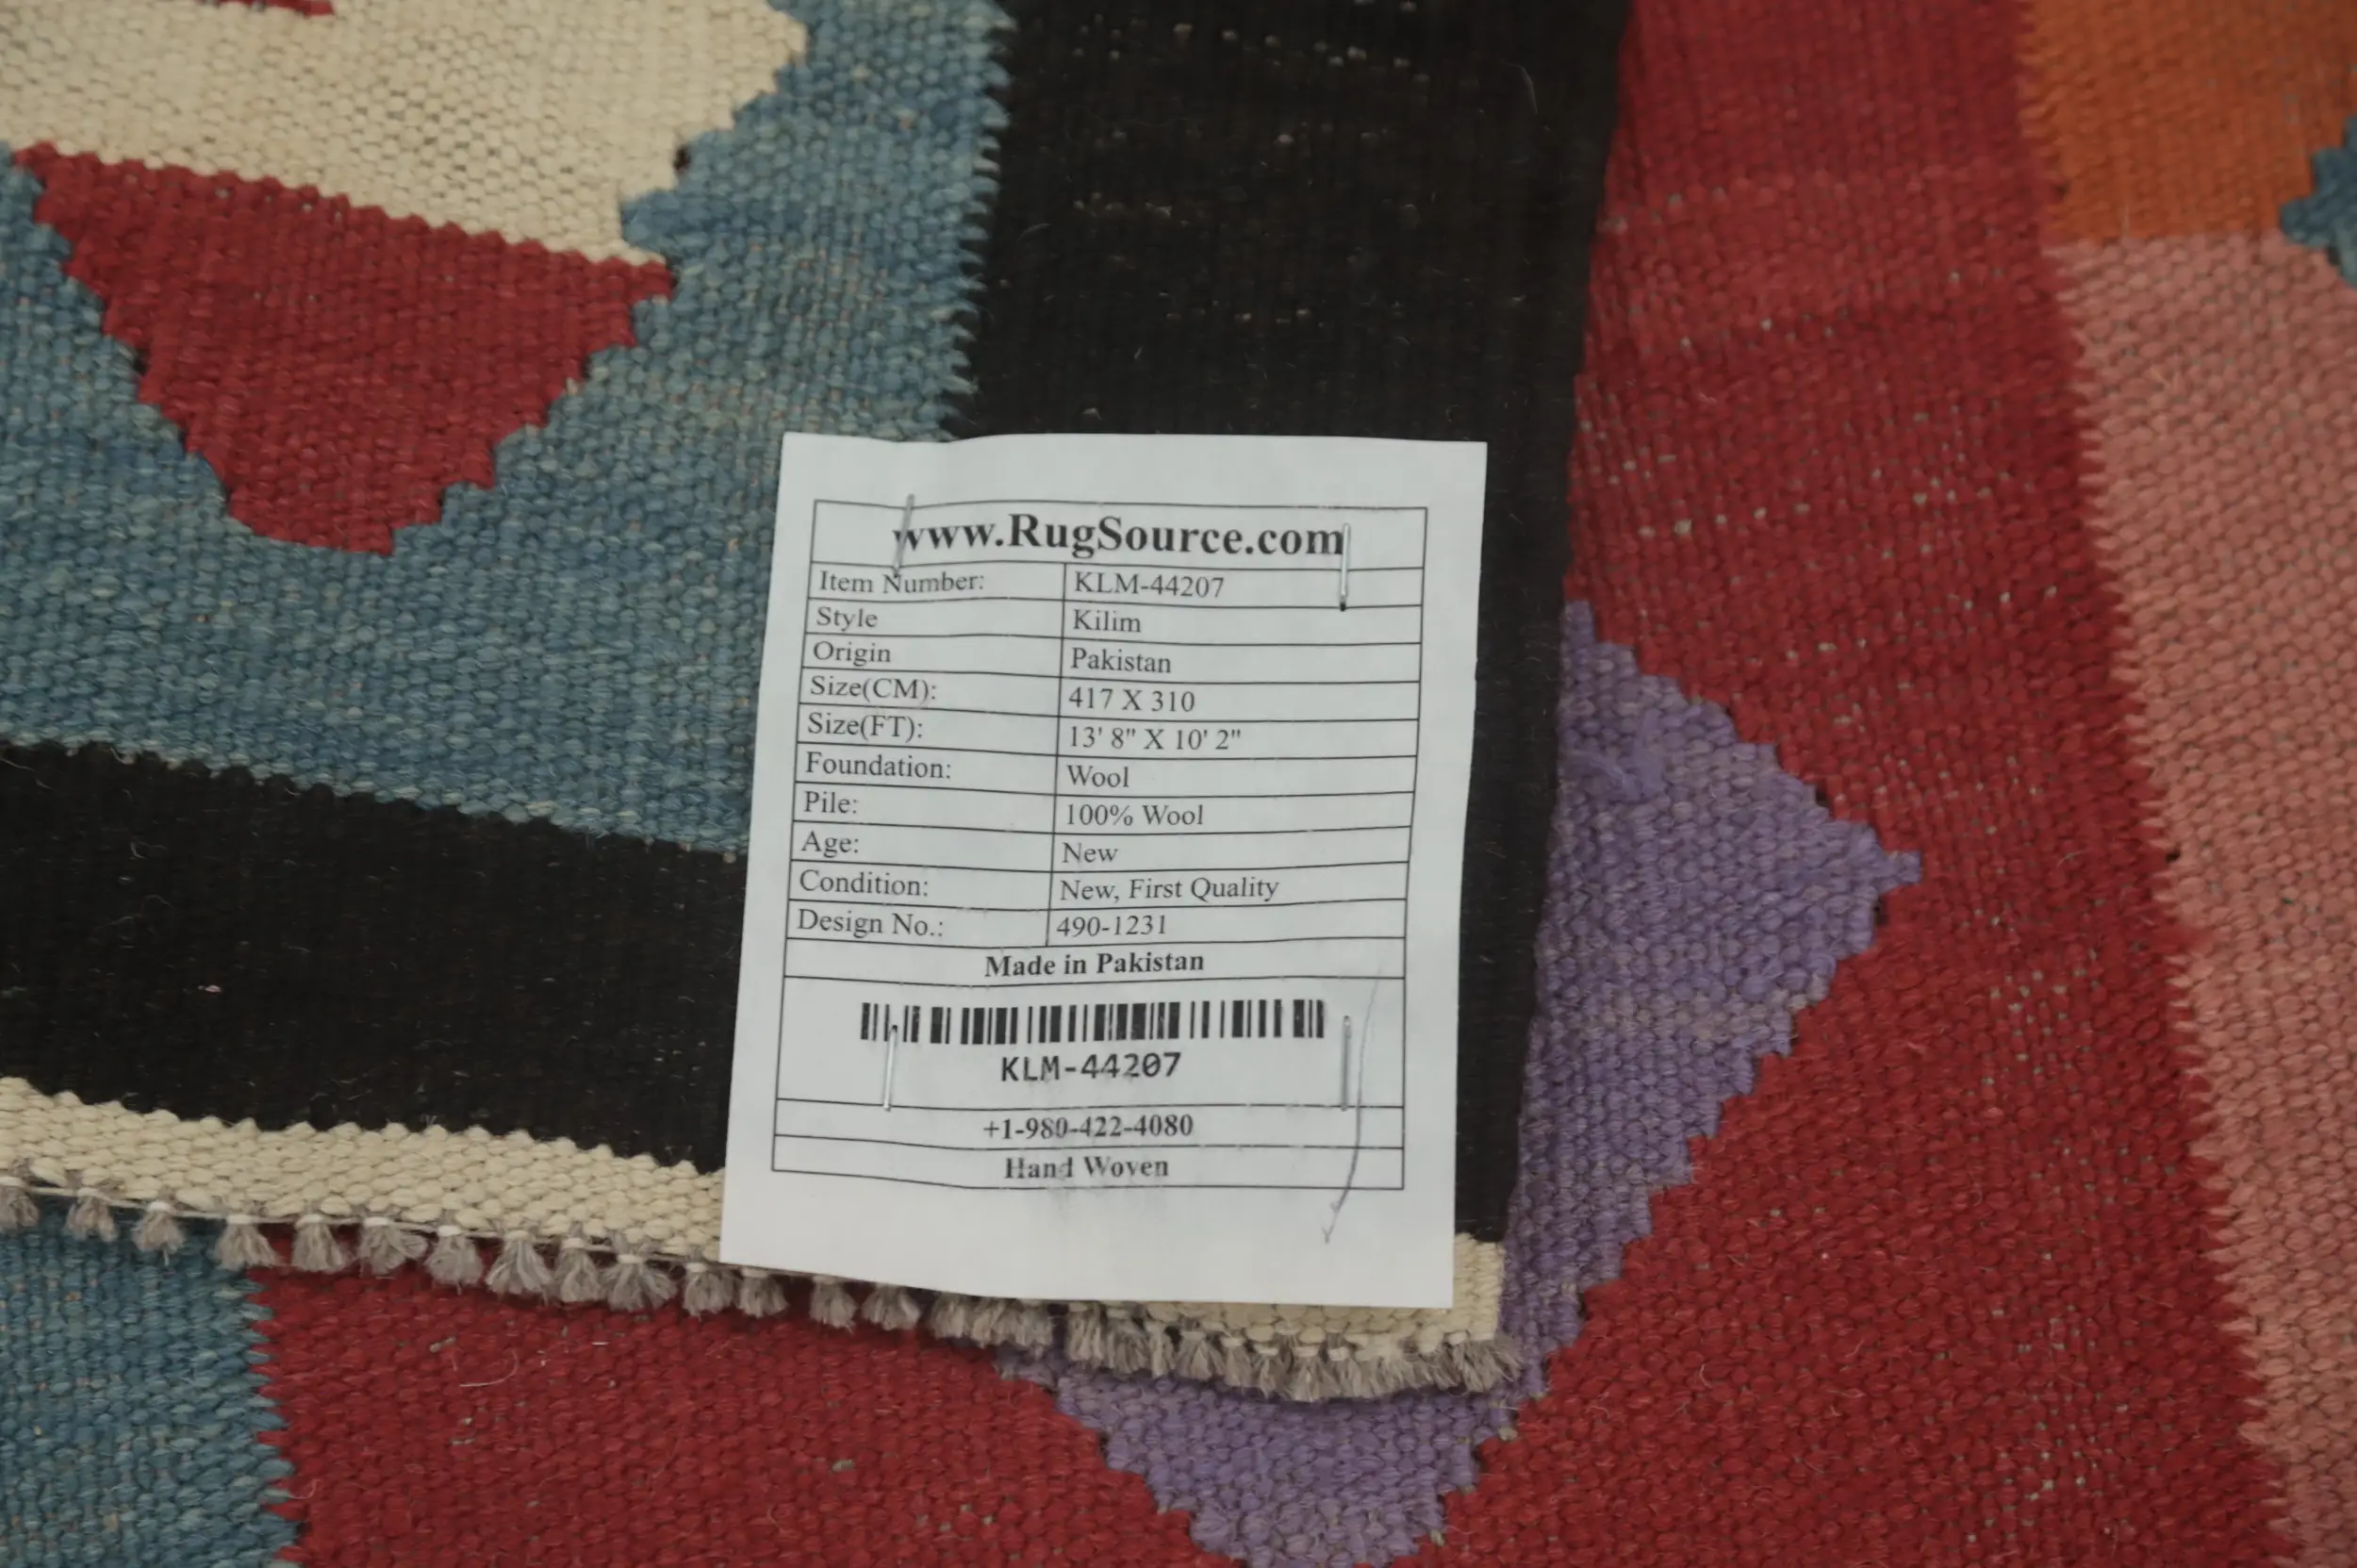 www.RugSource.com
Item Number: KLM-44207
Style Kilim
Origin Pakistan
Size(CM): 417 X 310
Size(FT): 13' 8" X 10' 2"
Foundation: Wool
Pile: 100% Wool
Age: New
Condition: New, First Quality
Design No.: 490-1231
Made in Pakistan
KLM-44207
+1-980-422-4080
Hand Woven